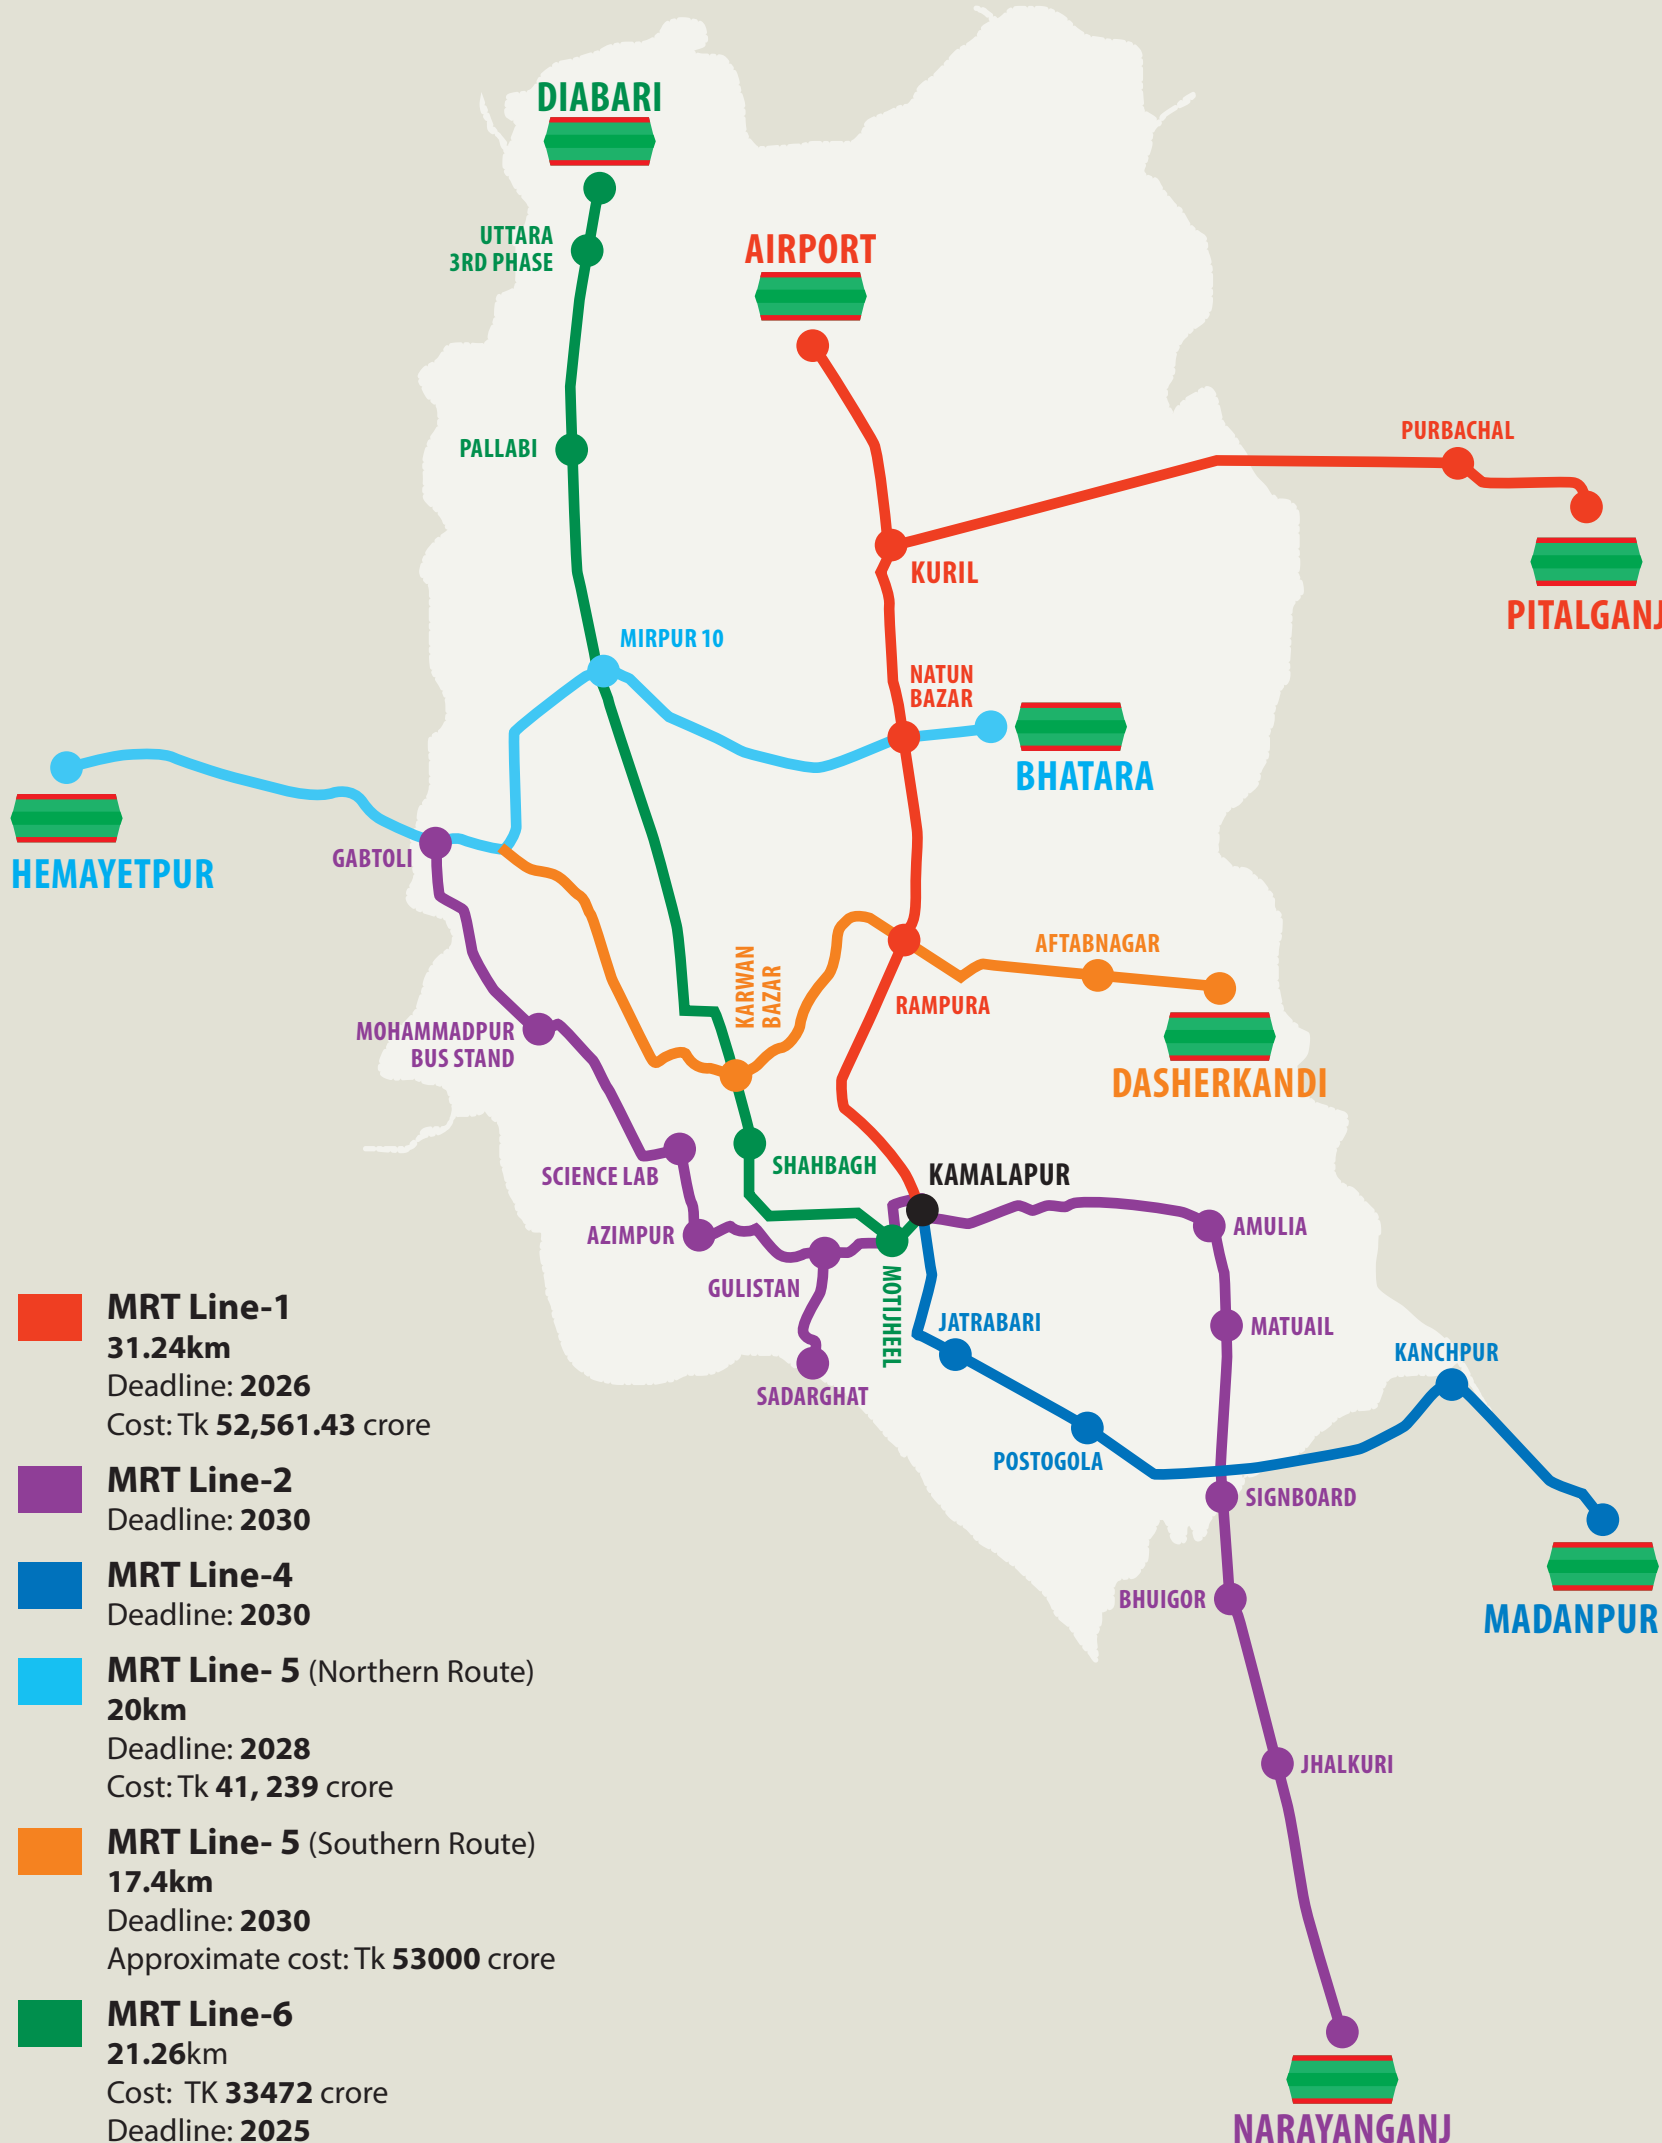 DIABARI
UTTARA
3RD PHASE
AIRPORT
PURBACHAL
PALLABI
KURIL
PITALGANJ
MIRPUR 10
NATUN
BAZAR
BHATARA
GABTOLI
HEMAYETPUR
KARWAN
BAZAR
AFTABNAGAR
RAMPURA
MOHAMMADPUR
BUS STAND
DASHERKANDI
SHAHBAGH
SCIENCE LAB
KAMALAPUR
AZIMPUR
AMULIA
GULISTAN
MOTIJHEEL
JATRABARI
MATUAIL
KANCHPUR
SADARGHAT
POSTOGOLA
SIGNBOARD
BHUIGOR
MADANPUR
JHALKURI
NARAYANGANJ
MRT Line-1
31.24km
Deadline: 2026
Cost: Tk 52,561.43 crore
MRT Line-2
Deadline: 2030
MRT Line-4
Deadline: 2030
MRT Line- 5 (Northern Route)
20km
Deadline: 2028
Cost: Tk 41, 239 crore
MRT Line- 5 (Southern Route)
17.4km
Deadline: 2030
Approximate cost: Tk 53000 crore
MRT Line-6
21.26km
Cost: TK 33472 crore
Deadline: 2025